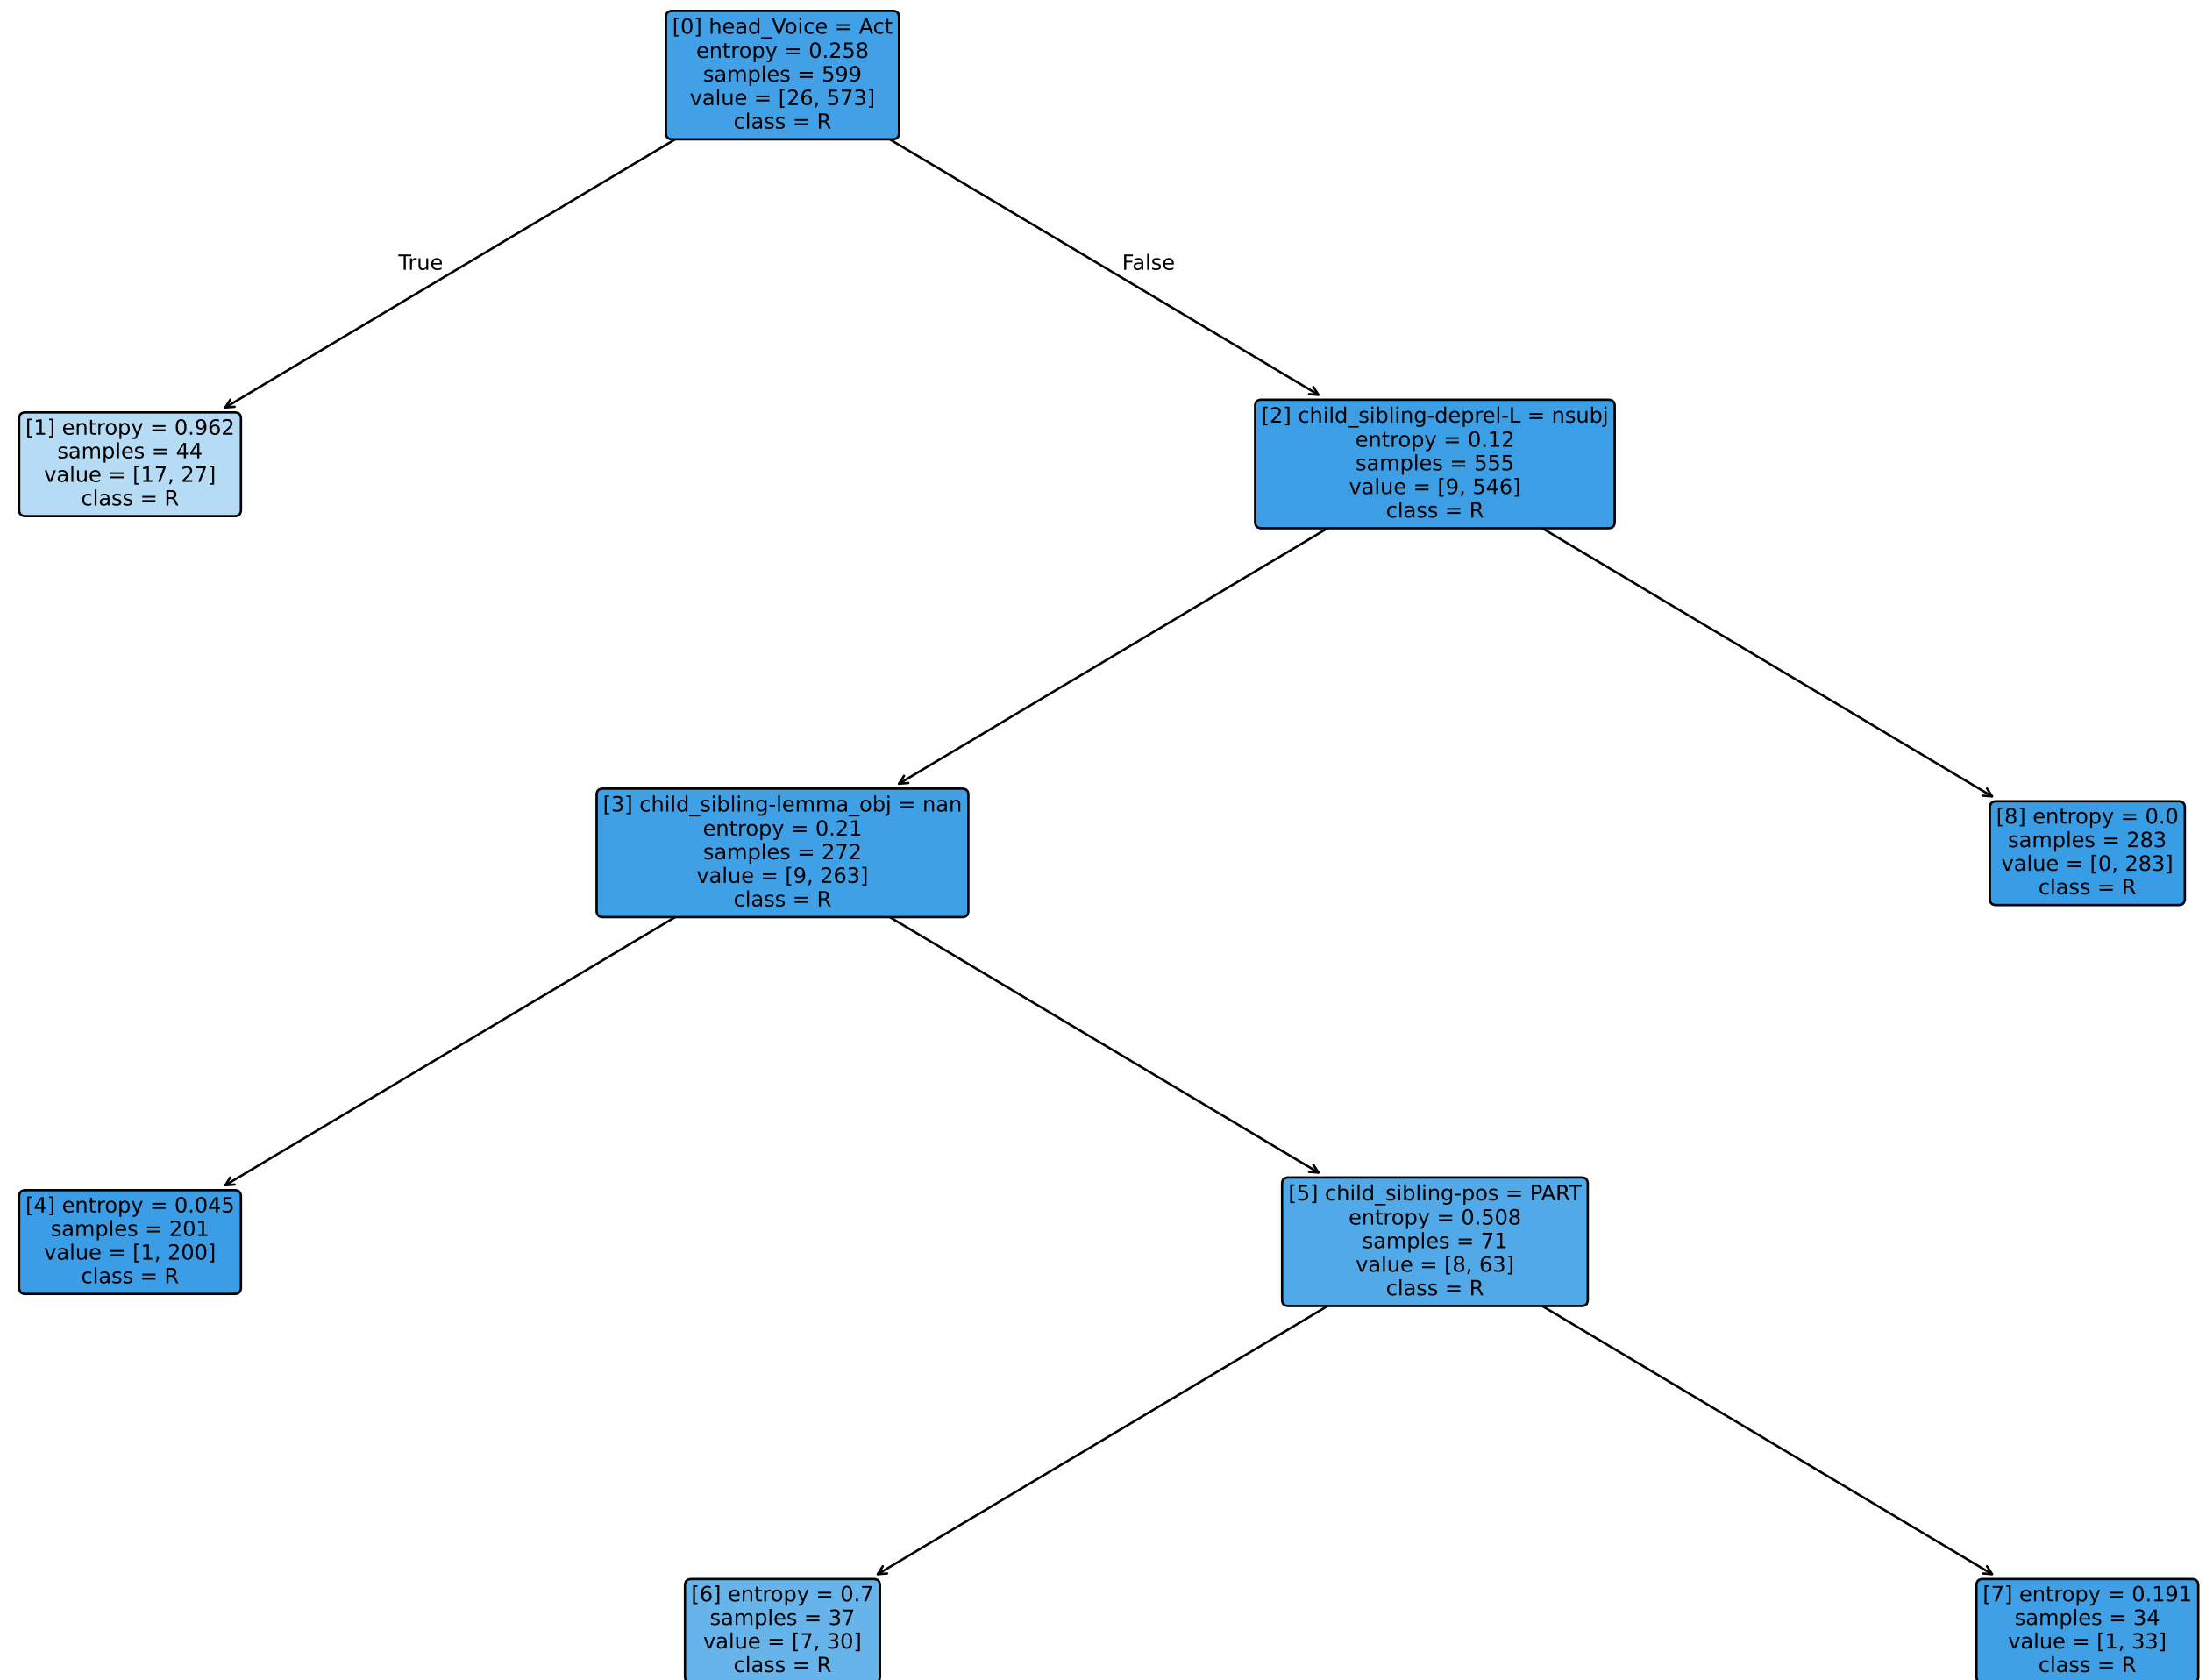 [0] head_Voice = Act
entropy = 0.258
samples = 599
value = [26, 573]
class = R
True
False
[1] entropy = 0.962
samples = 44
value = [17, 27]
class = R
[2] child_sibling-deprel-L = nsubj
entropy = 0.12
samples = 555
value = [9, 546]
class = R
[3] child_sibling-lemma_obj = nan
entropy = 0.21
samples = 272
value = [9, 263]
class = R
[8] entropy = 0.0
samples = 283
value = [0, 283]
class = R
[4] entropy = 0.045
samples = 201
value = [1, 200]
class = R
[5] child_sibling-pos = PART
entropy = 0.508
samples = 71
value = [8, 63]
class = R
[6] entropy = 0.7
samples = 37
value = [7, 30]
class = R
[7] entropy = 0.191
samples = 34
value = [1, 33]
class = R